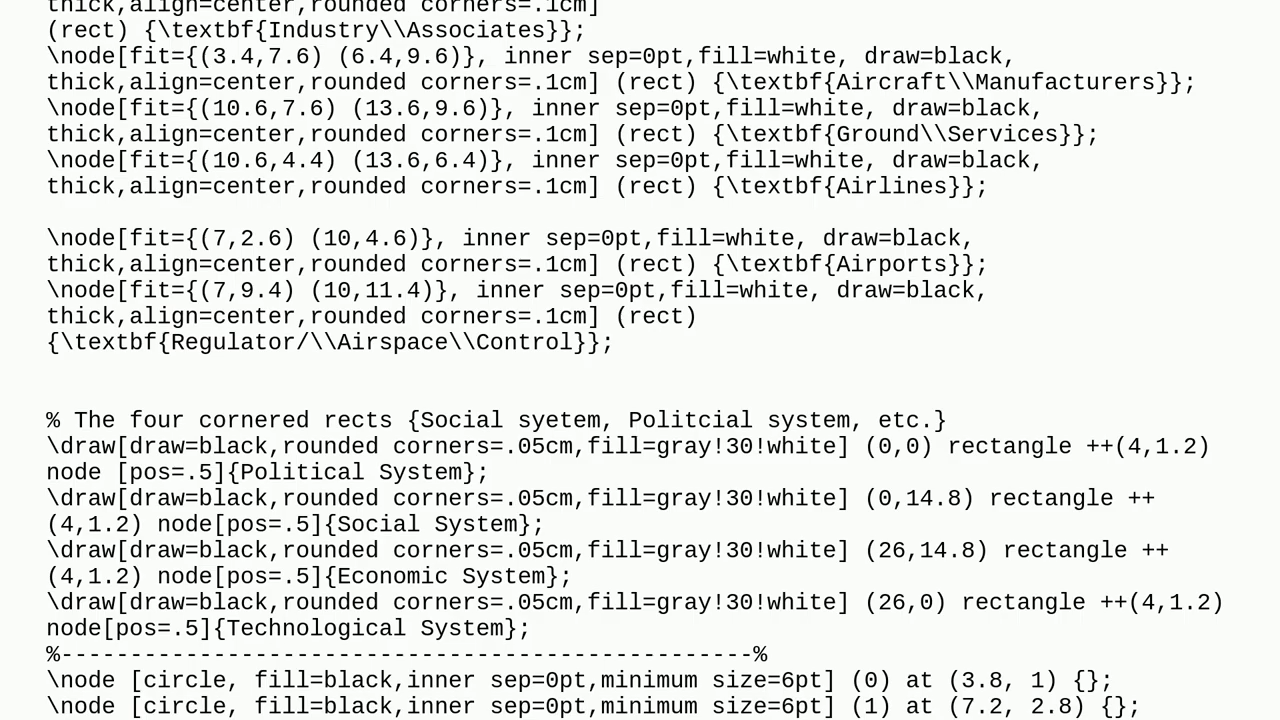 thick,align=center,rounded corners=.1cm]
(rect) {\textbf{Industry\\Associates}};
\node[fit={(3.4,7.6) (6.4,9.6)}, inner sep=0pt,fill=white, draw=black,
thick,align=center,rounded corners=.1cm] (rect) {\textbf{Aircraft\\Manufacturers}};
\node[fit={(10.6,7.6) (13.6,9.6)}, inner sep=0pt,fill=white, draw=black,
thick,align=center,rounded corners=.1cm] (rect) {\textbf{Ground\\Services}};
\node[fit={(10.6,4.4) (13.6,6.4)}, inner sep=0pt,fill=white, draw=black,
thick,align=center,rounded corners=.1cm] (rect) {\textbf{Airlines}};
\node[fit={(7,2.6) (10,4.6)}, inner sep=0pt,fill=white, draw=black,
thick,align=center,rounded corners=.1cm] (rect) {\textbf{Airports}};
\node[fit={(7,9.4) (10,11.4)}, inner sep=0pt,fill=white, draw=black,
thick,align=center,rounded corners=.1cm] (rect)
{\textbf{Regulator/\\Airspace\\Control}};
% The four cornered rects {Social syetem, Politcial system, etc.}
\draw[draw=black,rounded corners=.05cm,fill=gray!30!white] (0,0) rectangle ++(4,1.2)
node [pos=.5]{Political System};
\draw[draw=black,rounded corners=.05cm,fill=gray!30!white] (0,14.8) rectangle ++
(4,1.2) node[pos=.5]{Social System};
\draw[draw=black,rounded corners=.05cm,fill=gray!30!white] (26,14.8) rectangle ++
(4,1.2) node[pos=.5]{Economic System};
\draw[draw=black,rounded corners=.05cm,fill=gray!30!white] (26,0) rectangle ++(4,1.2)
node[pos=.5]{Technological System};
%--------------------------------------------------%
\node [circle, fill=black,inner sep=0pt,minimum size=6pt] (0) at (3.8, 1) {};
\node [circle, fill=black,inner sep=0pt,minimum size=6pt] (1) at (7.2, 2.8) {};